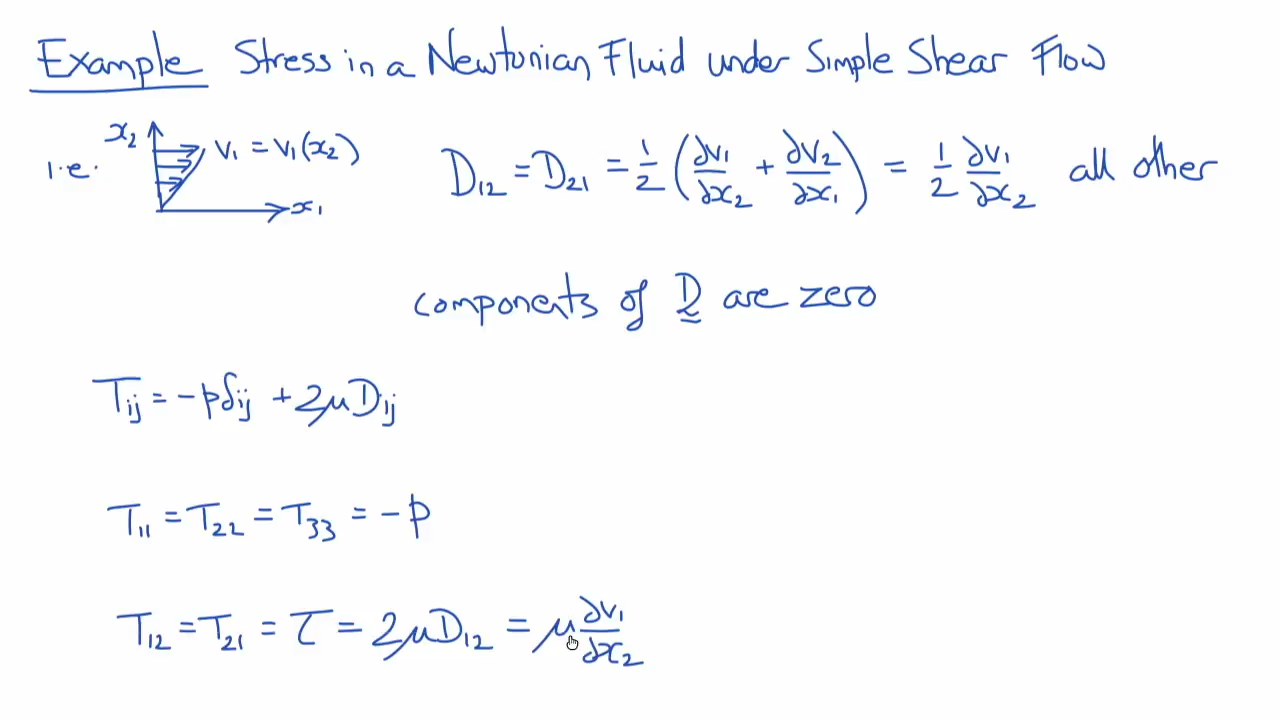 Example Stress in a Newtonian Fluid under Simple Shear Flow
i.e. x₂ v₁ = v₁(x₂) x₁ D₁₂ = D₂₁ = 1/2 (∂v₁/∂x₂ + ∂v₂/∂x₁) = 1/2 ∂v₁/∂x₂ all other
components of D are zero
Tᵢⱼ = -pδᵢⱼ + 2μDᵢⱼ
T₁₁ = T₂₂ = T₃₃ = -p
T₁₂ = T₂₁ = τ = 2μD₁₂ = μ ∂v₁/∂x₂